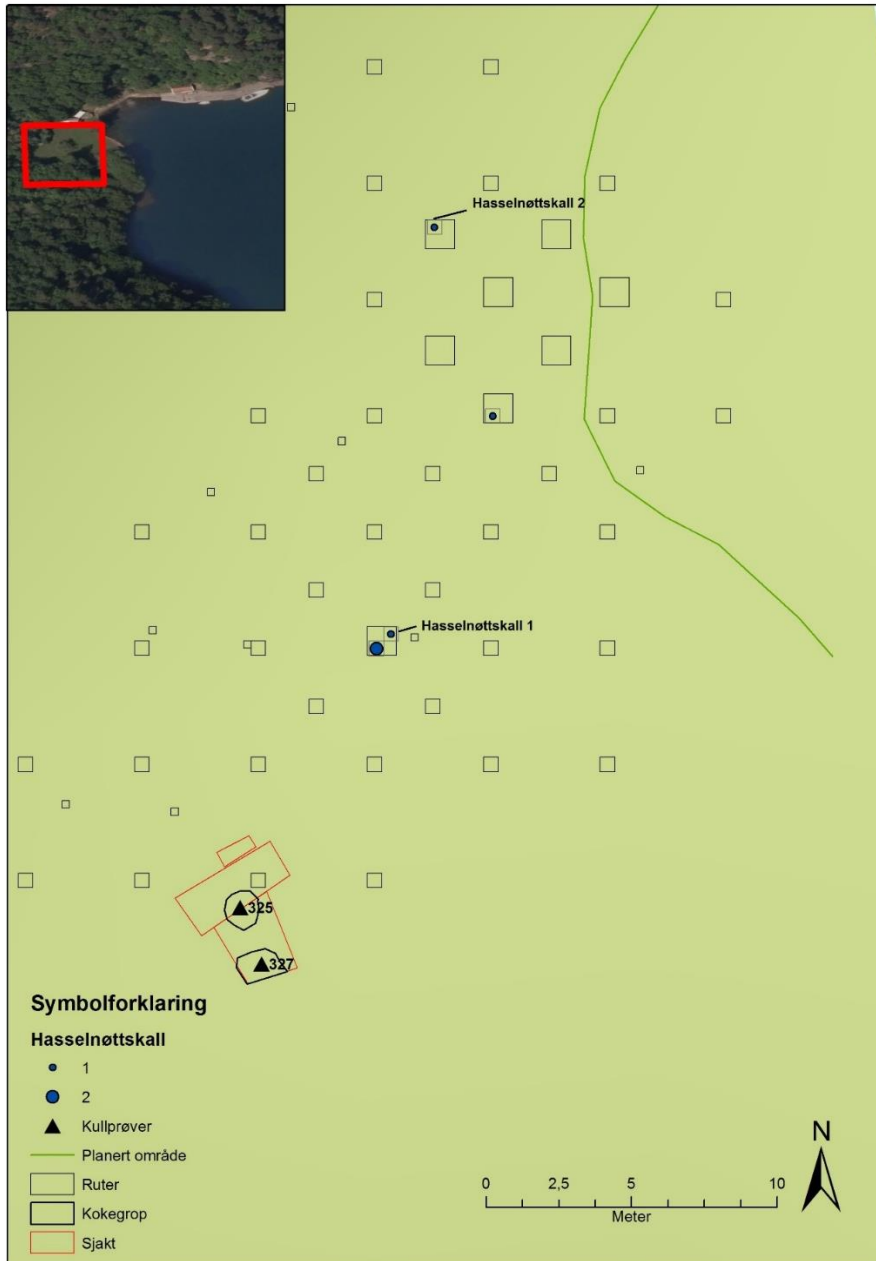 Hasselnøttskall 2
Hasselnøttskall 1
325
327
Symbolforklaring
Hasselnøttskall
1
2
Kullprøver
Planert område
Ruter
Kokegrop
Sjakt
N
0 2,5 5 10
Meter